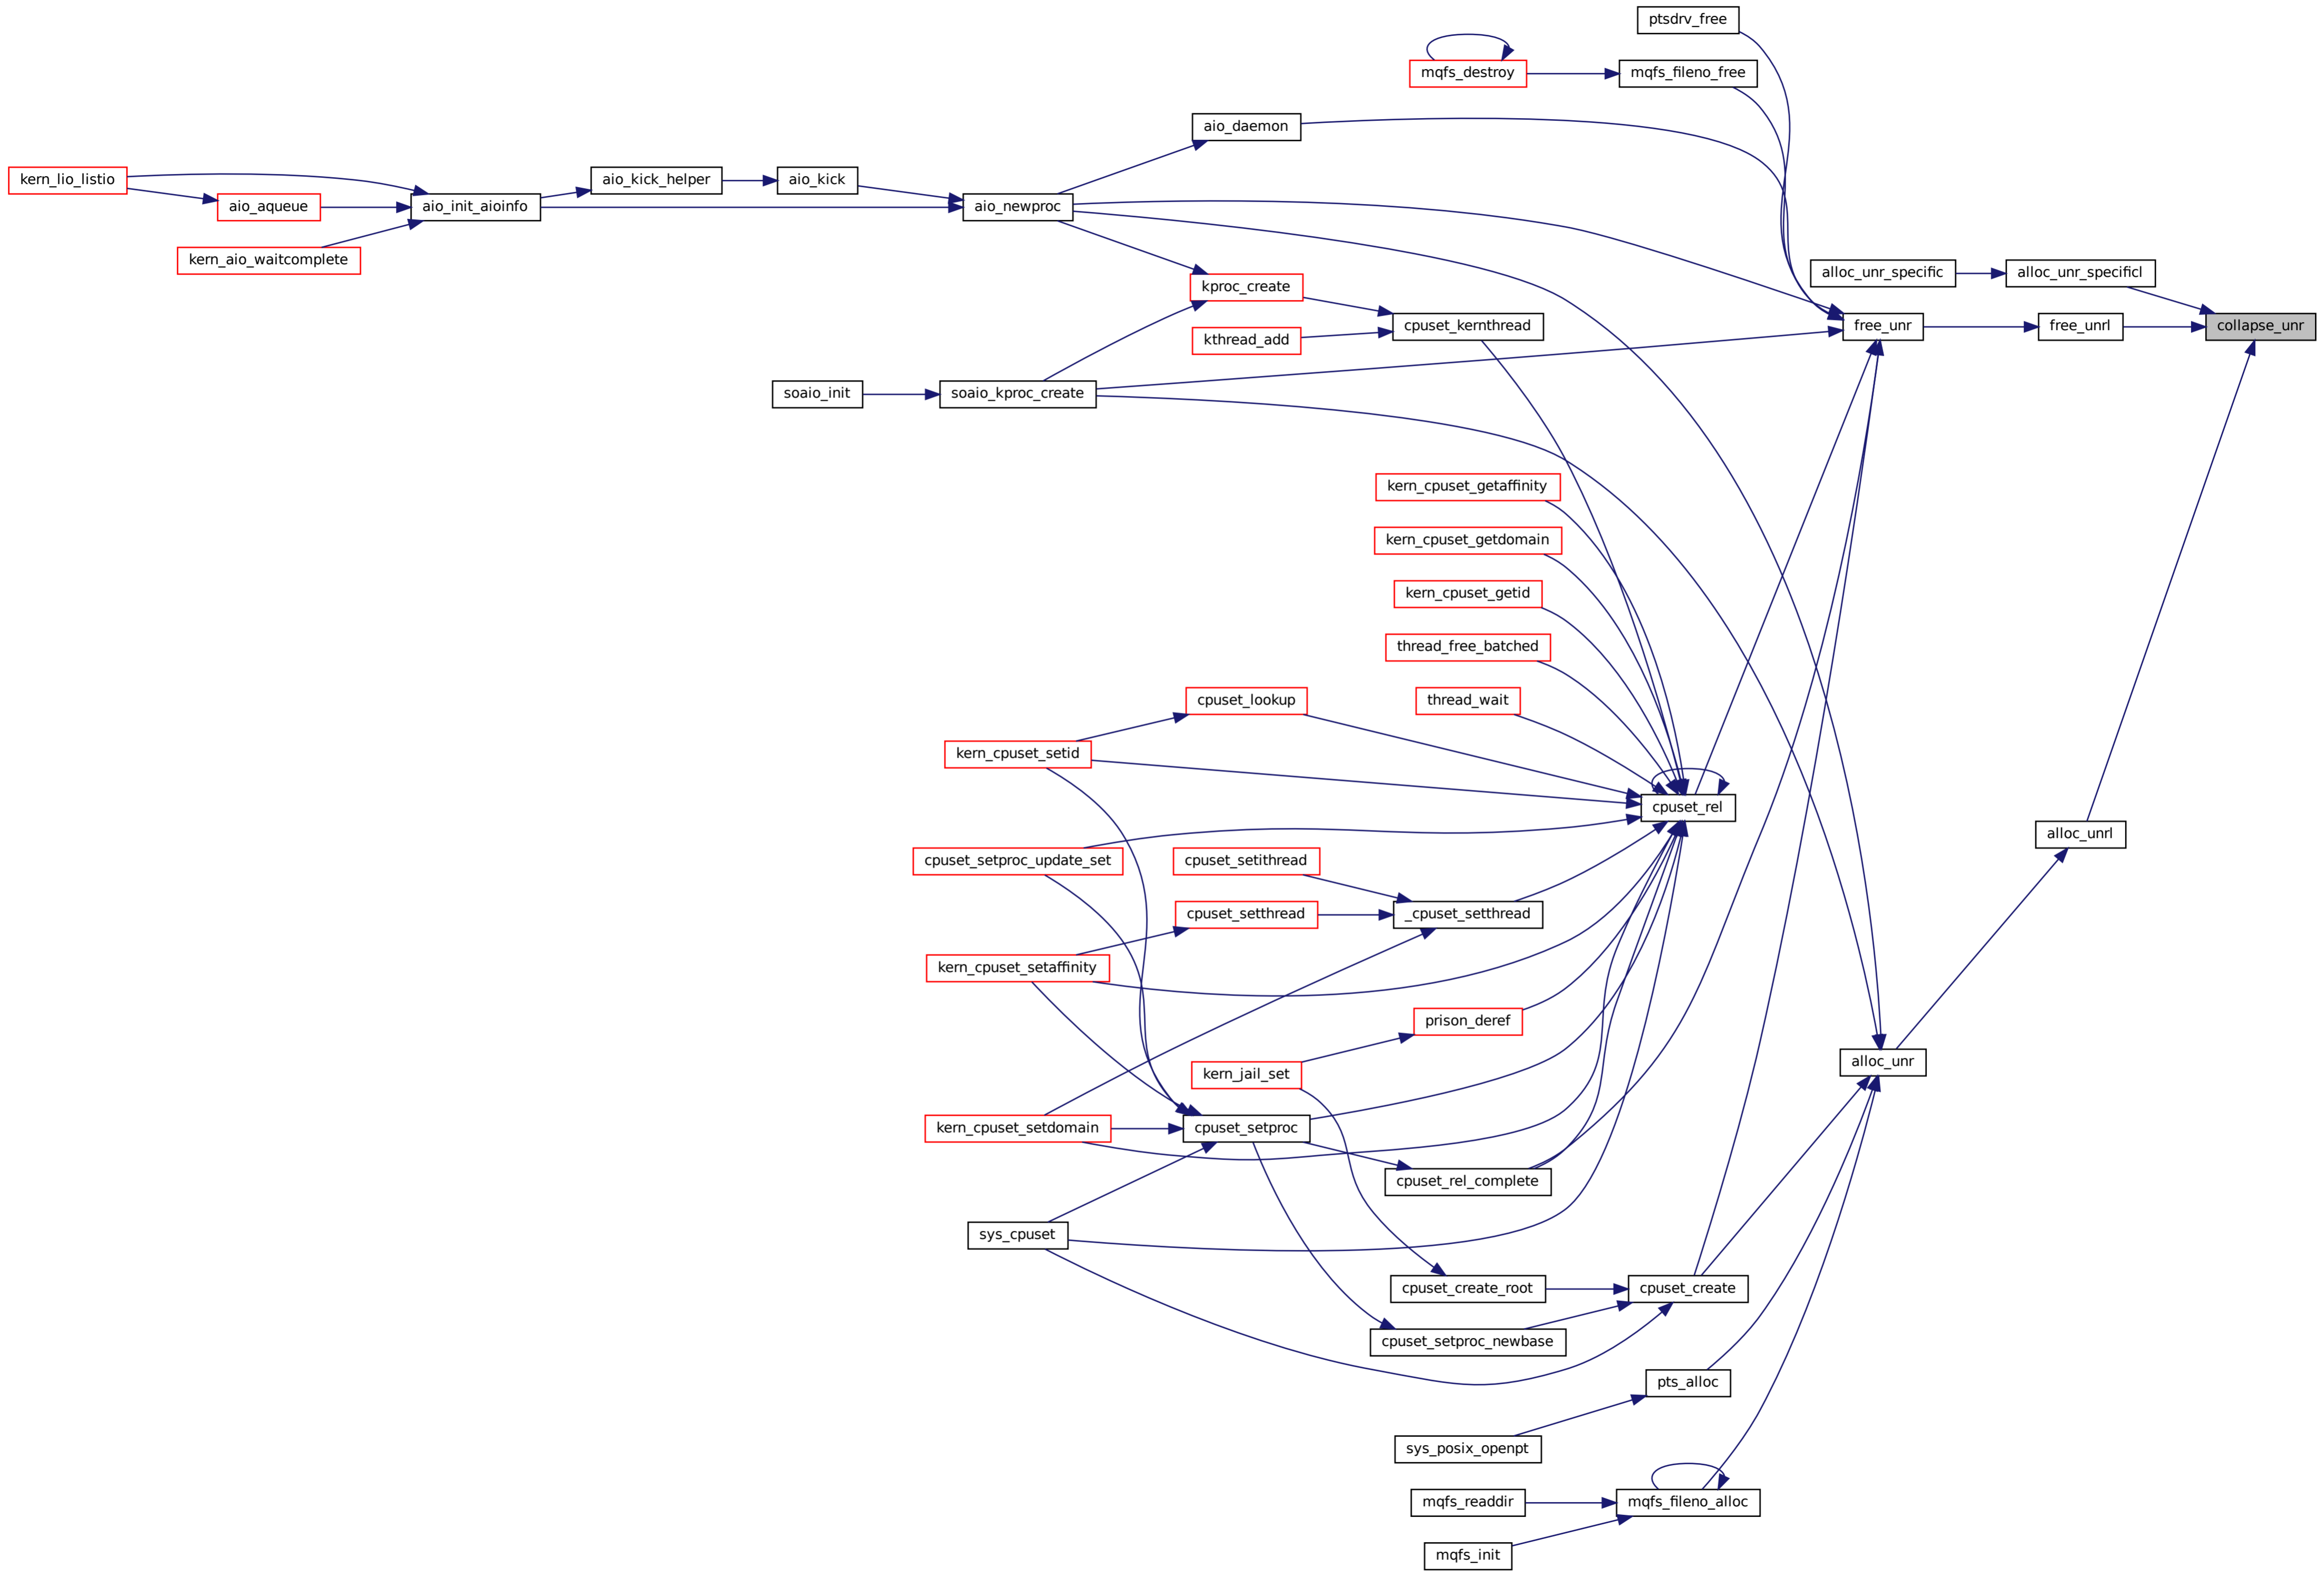 ptsdrv_free
mqfs_destroy
mqfs_fileno_free
aio_daemon
kern_lio_listio
aio_kick_helper
aio_kick
aio_aqueue
aio_init_aioinfo
aio_newproc
kern_aio_waitcomplete
alloc_unr_specific
alloc_unr_specificl
kproc_create
cpuset_kernthread
free_unr
free_unrl
collapse_unr
kthread_add
soaio_init
soaio_kproc_create
kern_cpuset_getaffinity
kern_cpuset_getdomain
kern_cpuset_getid
thread_free_batched
cpuset_lookup
thread_wait
kern_cpuset_setid
cpuset_rel
alloc_unrl
cpuset_setproc_update_set
cpuset_setithread
cpuset_setthread
_cpuset_setthread
kern_cpuset_setaffinity
prison_deref
alloc_unr
kern_jail_set
kern_cpuset_setdomain
cpuset_setproc
cpuset_rel_complete
sys_cpuset
cpuset_create_root
cpuset_create
cpuset_setproc_newbase
pts_alloc
sys_posix_openpt
mqfs_readdir
mqfs_fileno_alloc
mqfs_init